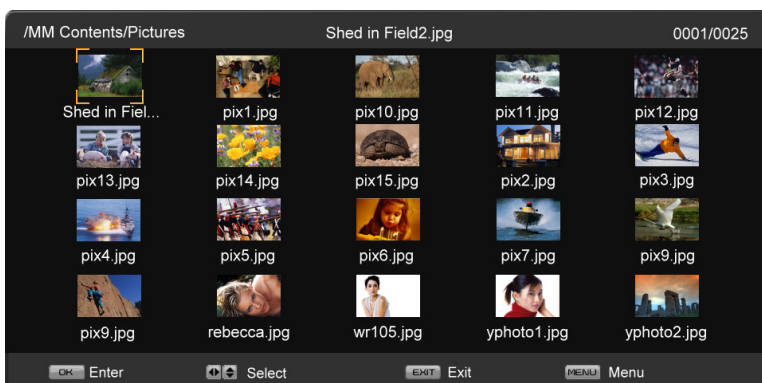 /MM Contents/Pictures Shed in Field2.jpg 0001/0025
Shed in Fiel... pix1.jpg pix10.jpg pix11.jpg pix12.jpg
pix13.jpg pix14.jpg pix15.jpg pix2.jpg pix3.jpg
pix4.jpg pix5.jpg pix6.jpg pix7.jpg pix9.jpg
pix9.jpg rebecca.jpg wr105.jpg yphoto1.jpg yphoto2.jpg
OK Enter Select EXIT Exit MENU Menu